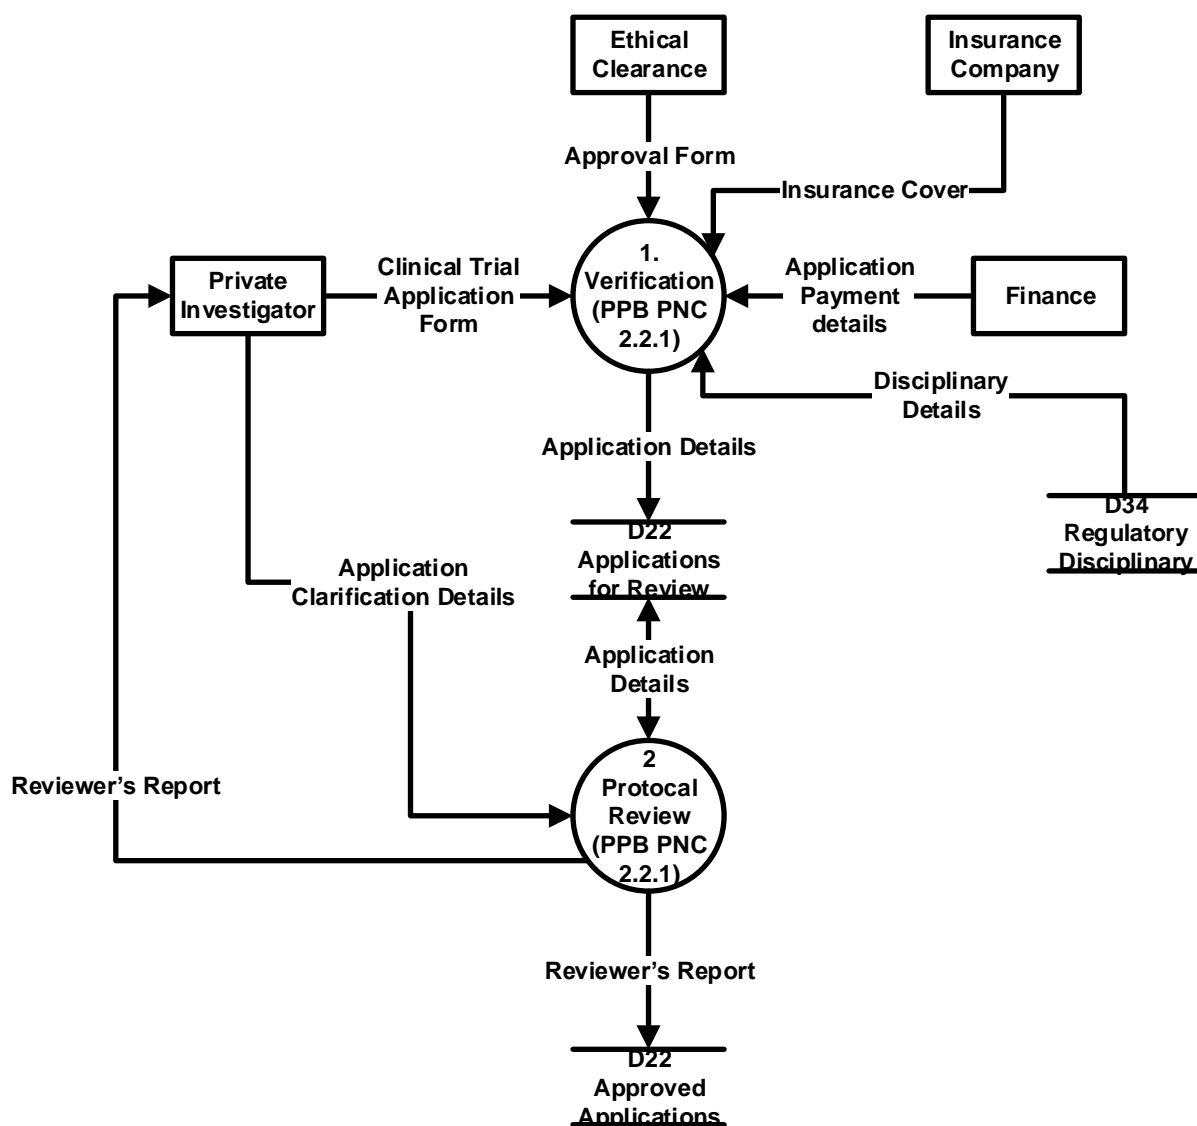 Ethical
Clearance
Insurance
Company
Approval Form
Insurance Cover
Private
Investigator
Clinical Trial
Application
Form
1.
Verification
(PPB PNC
2.2.1)
Application
Payment
details
Finance
Disciplinary
Details
Application Details
D34
Regulatory
Disciplinary
D22
Applications
for Review
Application
Clarification Details
Application
Details
Reviewer’s Report
2
Protocal
Review
(PPB PNC
2.2.1)
Reviewer’s Report
D22
Approved
Applications